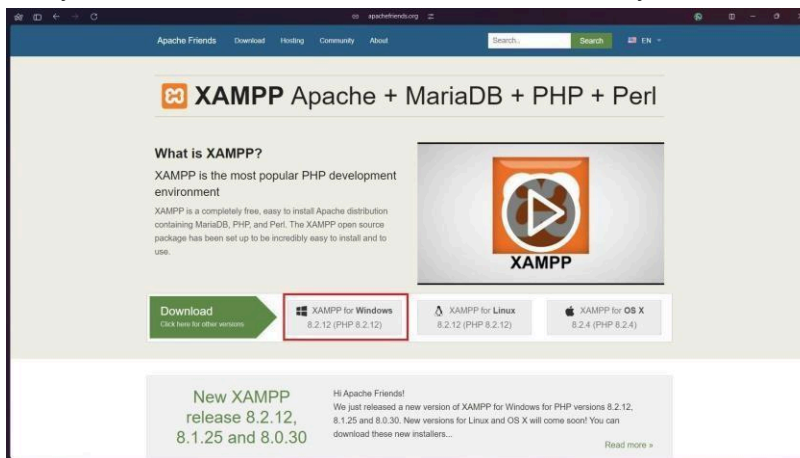 apachefriends.org
Apache Friends Download Hosting Community About Search... Search EN
XAMPP Apache + MariaDB + PHP + Perl
What is XAMPP?
XAMPP is the most popular PHP development
environment
XAMPP is a completely free, easy to install Apache distribution
containing MariaDB, PHP, and Perl. The XAMPP open source
package has been set up to be incredibly easy to install and to
use.
XAMPP
Download
Click here for other versions
XAMPP for Windows
8.2.12 (PHP 8.2.12)
XAMPP for Linux
8.2.12 (PHP 8.2.12)
XAMPP for OS X
8.2.4 (PHP 8.2.4)
New XAMPP
release 8.2.12,
8.1.25 and 8.0.30
Hi Apache Friends!
We just released a new version of XAMPP for Windows for PHP versions 8.2.12,
8.1.25 and 8.0.30. New versions for Linux and OS X will come soon! You can
download these new installers...
Read more »